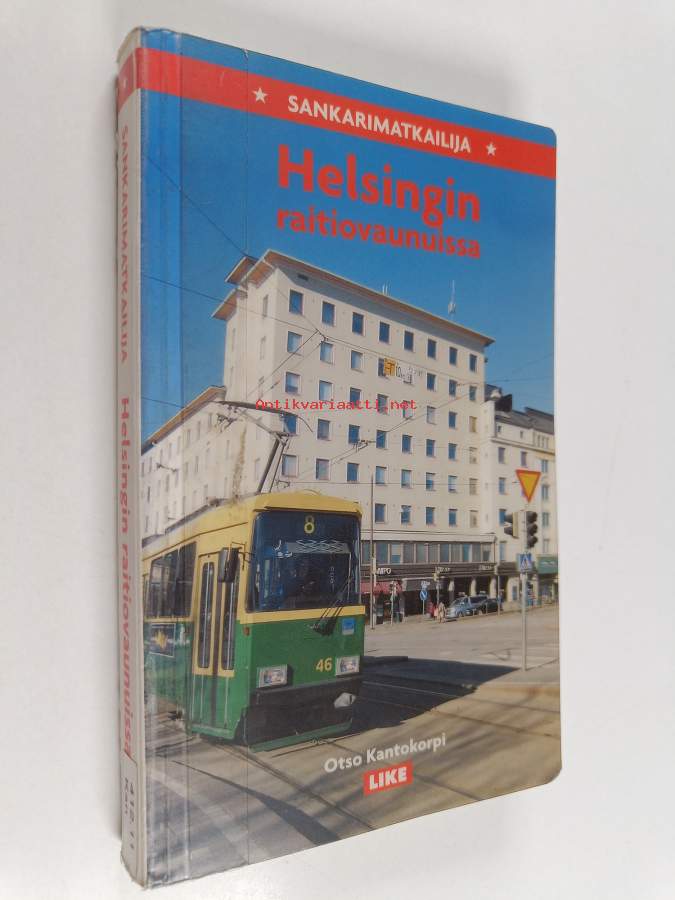 SANKARIMATKAILIJA
Helsingin
raitiovaunuissa
Antikvariaatti.net
8
46
Otso Kantokorpi
LIKE
SANKARIMATKAILIJA Helsingin raitiovaunuissa